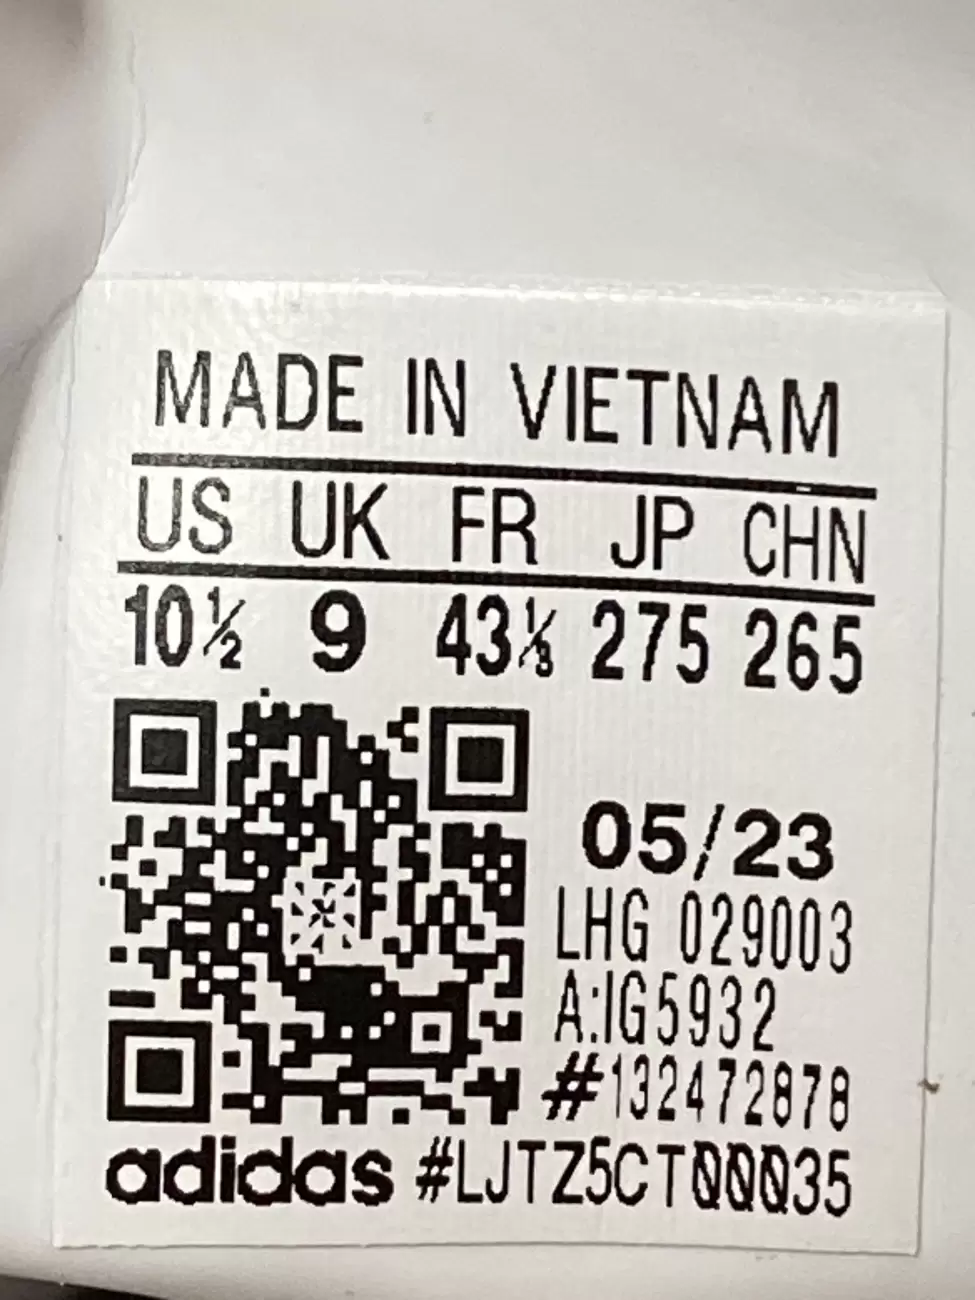 MADE IN VIETNAM
US UK FR JP CHN
10½ 9 43⅓ 275 265
05/23
LHG 029003
A:IG5932
#132472878
adidas #LJTZ5CT00035